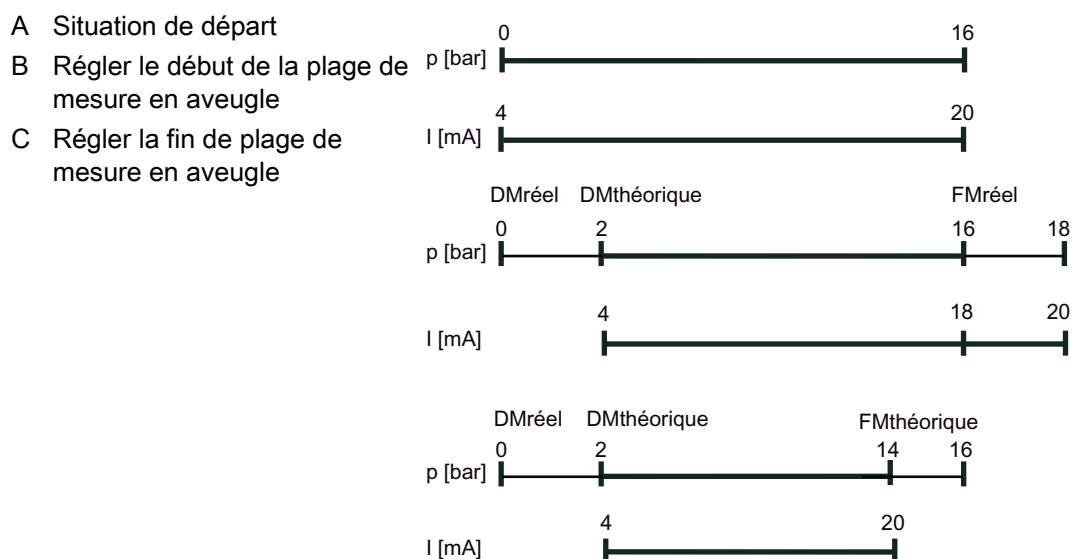 A Situation de départ
B Régler le début de la plage de
mesure en aveugle
C Régler la fin de plage de
mesure en aveugle
0 16
p [bar]
4 20
I [mA]
DMréel DMthéorique FMréel
0 2 16 18
p [bar]
4 18 20
I [mA]
DMréel DMthéorique FMthéorique
0 2 14 16
p [bar]
4 20
I [mA]